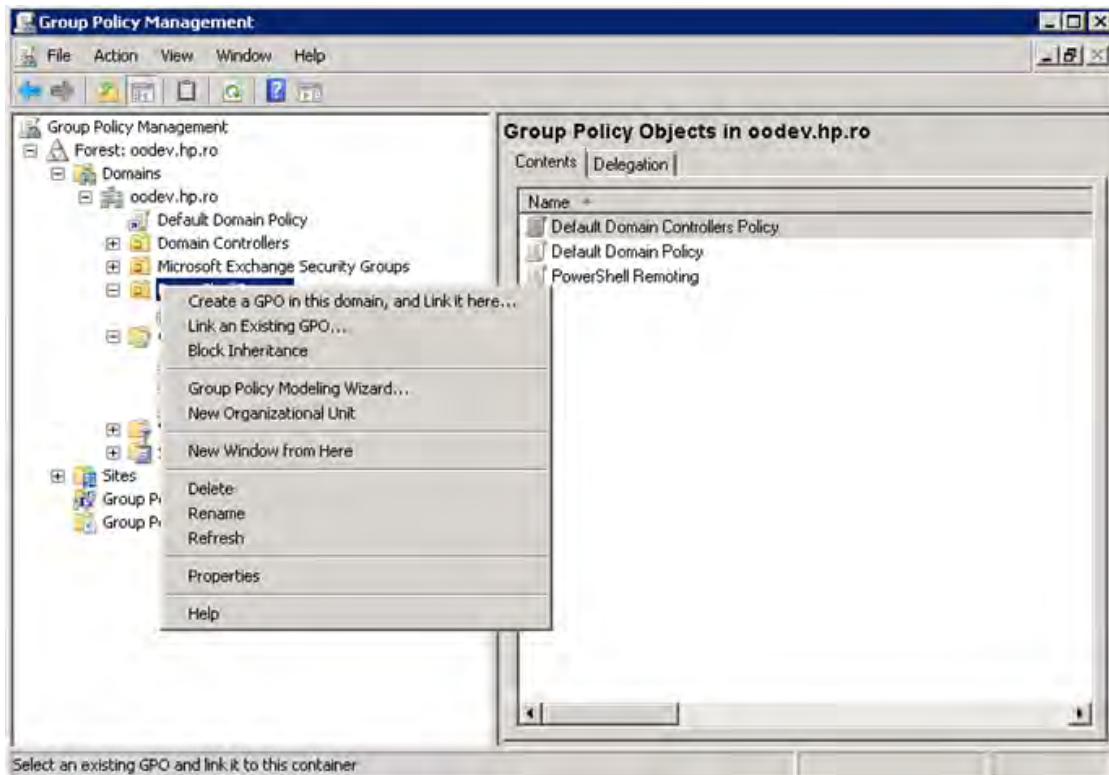 Group Policy Management
File Action View Window Help
Group Policy Management
Forest: oodev.hp.ro
Domains
oodev.hp.ro
Default Domain Policy
Domain Controllers
Microsoft Exchange Security Groups
Sites
Group P
Group P
Create a GPO in this domain, and Link it here...
Link an Existing GPO...
Block Inheritance
Group Policy Modeling Wizard...
New Organizational Unit
New Window from Here
Delete
Rename
Refresh
Properties
Help
Group Policy Objects in oodev.hp.ro
Contents Delegation
Name
Default Domain Controllers Policy
Default Domain Policy
PowerShell Remoting
Select an existing GPO and link it to this container